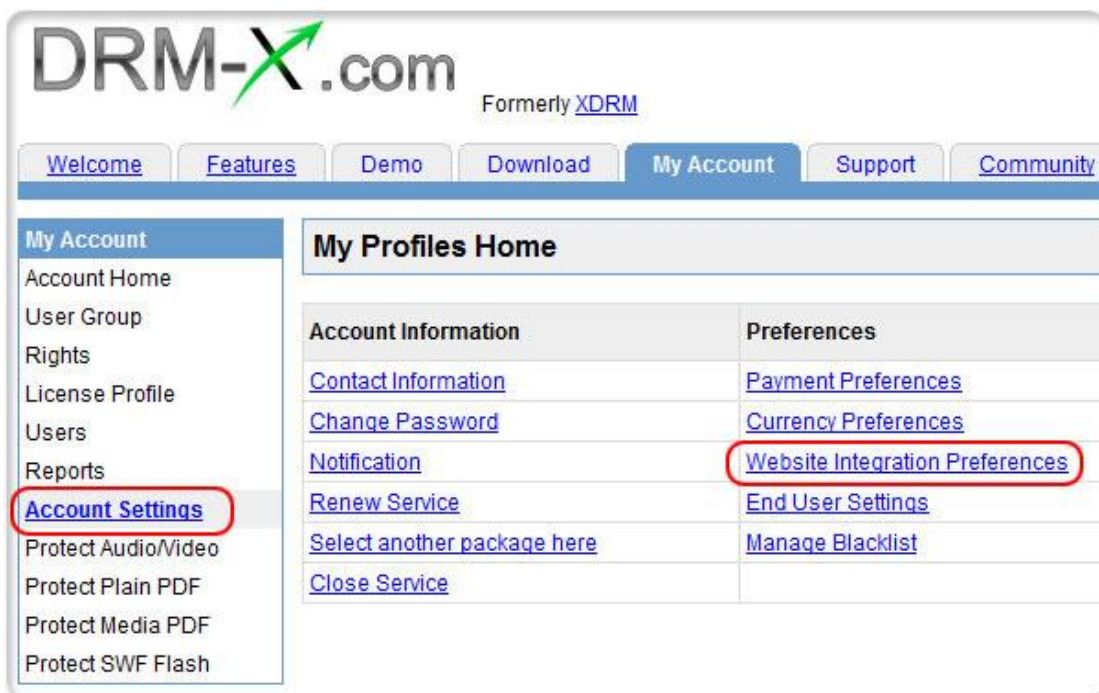 DRM-X.com
Formerly XDRM
Welcome Features Demo Download My Account Support Community
My Account
Account Home
User Group
Rights
License Profile
Users
Reports
Account Settings
Protect Audio/Video
Protect Plain PDF
Protect Media PDF
Protect SWF Flash
My Profiles Home
Account Information Preferences
Contact Information Payment Preferences
Change Password Currency Preferences
Notification Website Integration Preferences
Renew Service End User Settings
Select another package here Manage Blacklist
Close Service